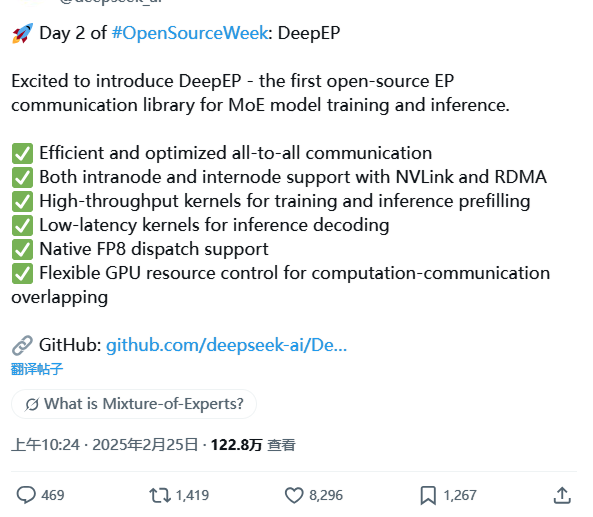 @deepseek_ai
🚀 Day 2 of #OpenSourceWeek: DeepEP
Excited to introduce DeepEP - the first open-source EP
communication library for MoE model training and inference.
✅ Efficient and optimized all-to-all communication
✅ Both intranode and internode support with NVLink and RDMA
✅ High-throughput kernels for training and inference prefilling
✅ Low-latency kernels for inference decoding
✅ Native FP8 dispatch support
✅ Flexible GPU resource control for computation-communication
overlapping
🔗 GitHub: github.com/deepseek-ai/De...
翻译帖子
What is Mixture-of-Experts?
上午10:24 · 2025年2月25日 · 122.8万 查看
469 1,419 8,296 1,267